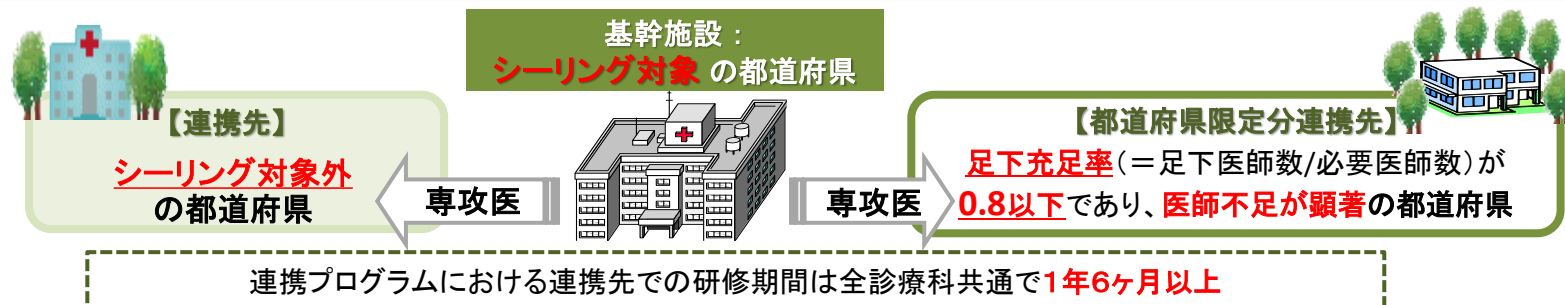 基幹施設：
シーリング対象 の都道府県
【連携先】
シーリング対象外
の都道府県
専攻医
専攻医
【都道府県限定分連携先】
足下充足率（＝足下医師数/必要医師数）が
0.8以下であり、医師不足が顕著の都道府県
連携プログラムにおける連携先での研修期間は全診療科共通で１年６ヶ月以上